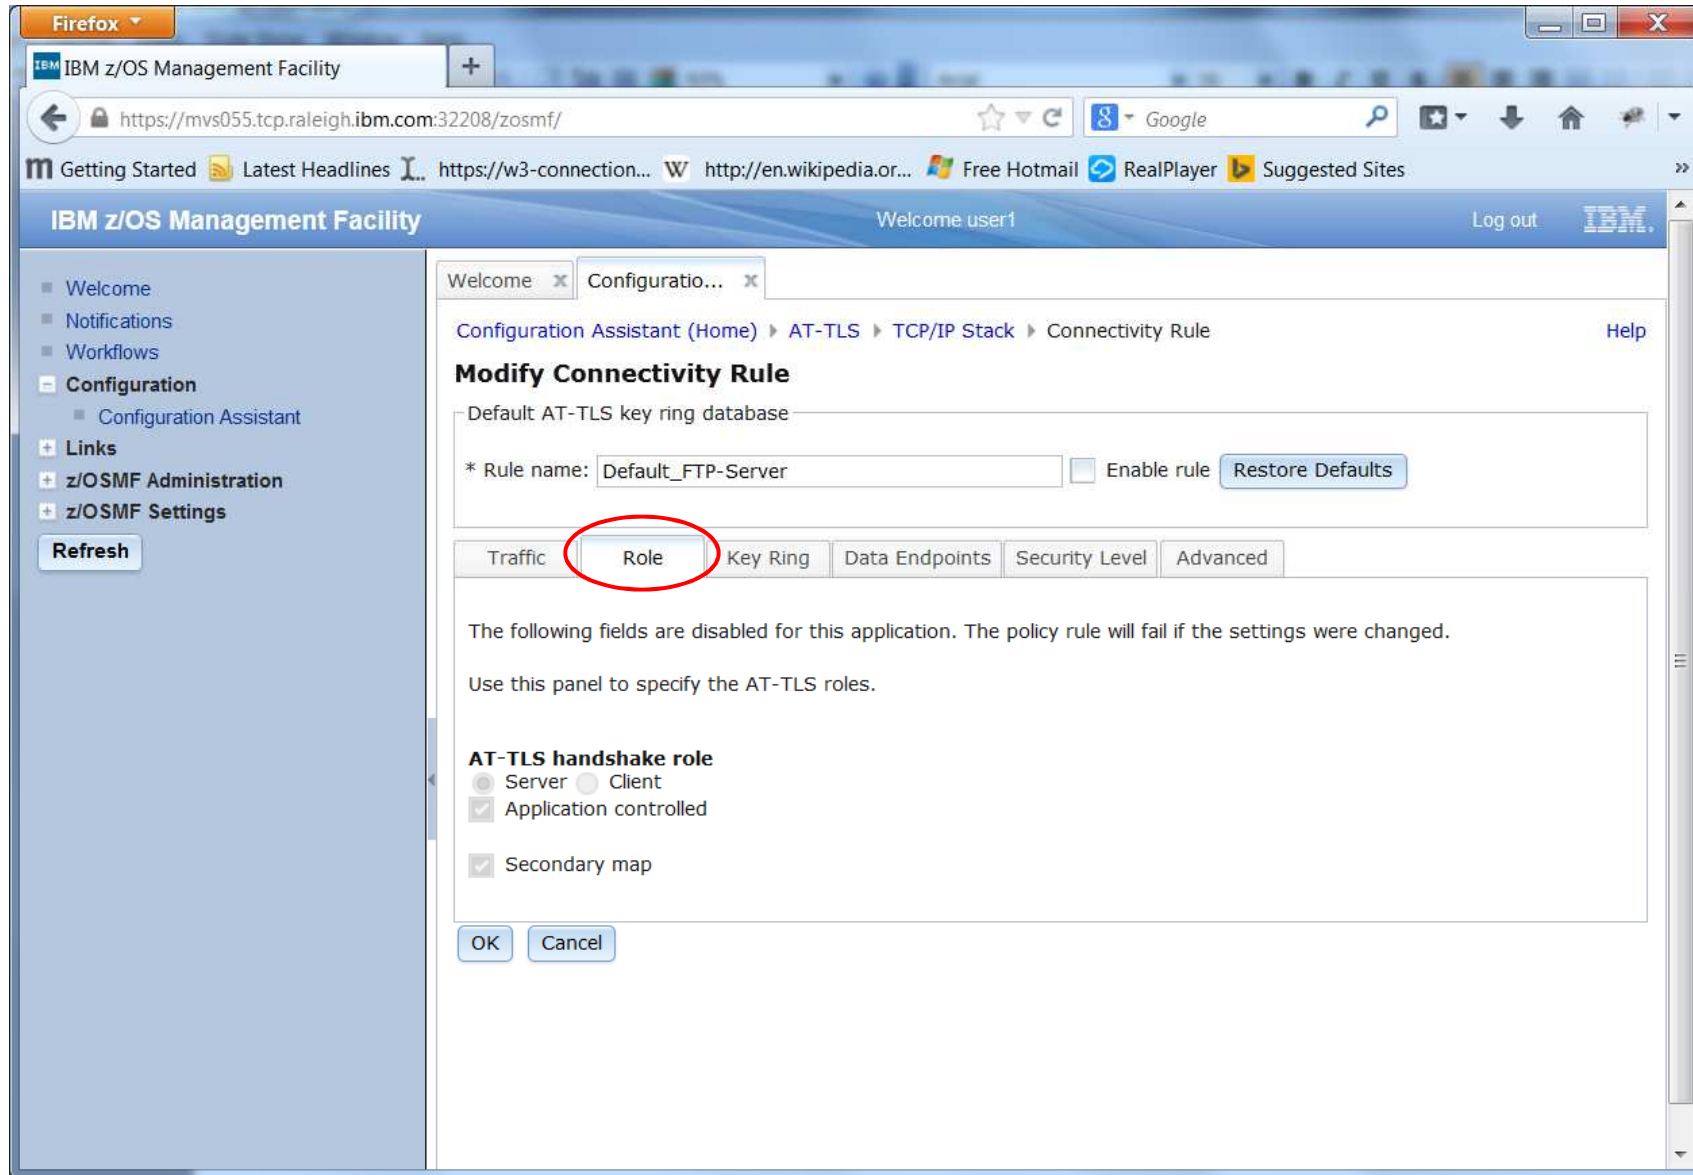 Firefox
IBM IBM z/OS Management Facility
https://mvs055.tcp.raleigh.ibm.com:32208/zosmf/
8 Google
m Getting Started Latest Headlines I.. https://w3-connection... W http://en.wikipedia.or... Free Hotmail RealPlayer Suggested Sites »
IBM z/OS Management Facility Welcome user1 Log out IBM.
Welcome
Notifications
Workflows
Configuration
Configuration Assistant
Links
z/OSMF Administration
z/OSMF Settings
Refresh
Welcome x Configuratio... x
Configuration Assistant (Home) AT-TLS TCP/IP Stack Connectivity Rule Help
Modify Connectivity Rule
Default AT-TLS key ring database
* Rule name: Default_FTP-Server Enable rule Restore Defaults
Traffic Role Key Ring Data Endpoints Security Level Advanced
The following fields are disabled for this application. The policy rule will fail if the settings were changed.
Use this panel to specify the AT-TLS roles.
AT-TLS handshake role
Server Client
Application controlled
Secondary map
OK Cancel